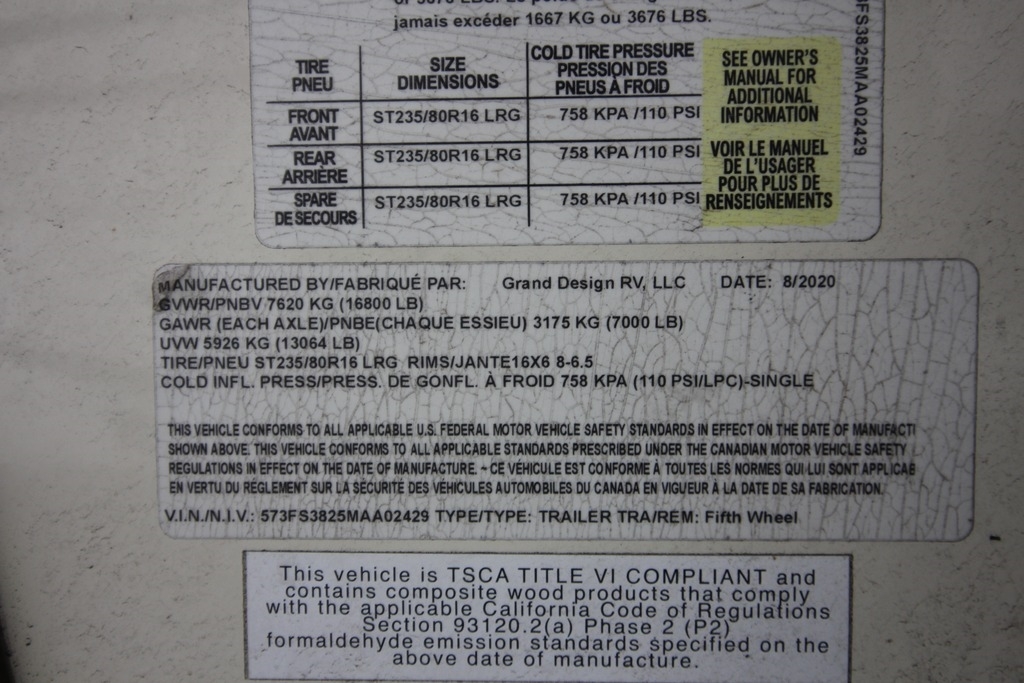 jamais excéder 1667 KG ou 3676 LBS.
TIRE PNEU SIZE DIMENSIONS COLD TIRE PRESSURE PRESSION DES PNEUS À FROID
FRONT AVANT ST235/80R16 LRG 758 KPA /110 PSI
REAR ARRIÈRE ST235/80R16 LRG 758 KPA /110 PSI
SPARE DE SECOURS ST235/80R16 LRG 758 KPA /110 PSI
SEE OWNER'S
MANUAL FOR
ADDITIONAL
INFORMATION
VOIR LE MANUEL
DE L'USAGER
POUR PLUS DE
RENSEIGNEMENTS
FS3825MAA02429
MANUFACTURED BY/FABRIQUÉ PAR: Grand Design RV, LLC DATE: 8/2020
GVWR/PNBV 7620 KG (16800 LB)
GAWR (EACH AXLE)/PNBE(CHAQUE ESSIEU) 3175 KG (7000 LB)
UVW 5926 KG (13064 LB)
TIRE/PNEU ST235/80R16 LRG RIMS/JANTE16X6 8-6.5
COLD INFL. PRESS/PRESS. DE GONFL. À FROID 758 KPA (110 PSI/LPC)-SINGLE
THIS VEHICLE CONFORMS TO ALL APPLICABLE U.S. FEDERAL MOTOR VEHICLE SAFETY STANDARDS IN EFFECT ON THE DATE OF MANUFACTI
SHOWN ABOVE. THIS VEHICLE CONFORMS TO ALL APPLICABLE STANDARDS PRESCRIBED UNDER THE CANADIAN MOTOR VEHICLE SAFETY
REGULATIONS IN EFFECT ON THE DATE OF MANUFACTURE. - CE VÉHICULE EST CONFORME À TOUTES LES NORMES QUI LUI SONT APPLICAB
EN VERTU DU RÈGLEMENT SUR LA SÉCURITÉ DES VÉHICULES AUTOMOBILES DU CANADA EN VIGUEUR À LA DATE DE SA FABRICATION.
V.I.N./N.I.V.: 573FS3825MAA02429 TYPE/TYPE: TRAILER TRA/REM: Fifth Wheel
This vehicle is TSCA TITLE VI COMPLIANT and
contains composite wood products that comply
with the applicable California Code of Regulations
Section 93120.2(a) Phase 2 (P2)
formaldehyde emission standards specified on the
above date of manufacture.